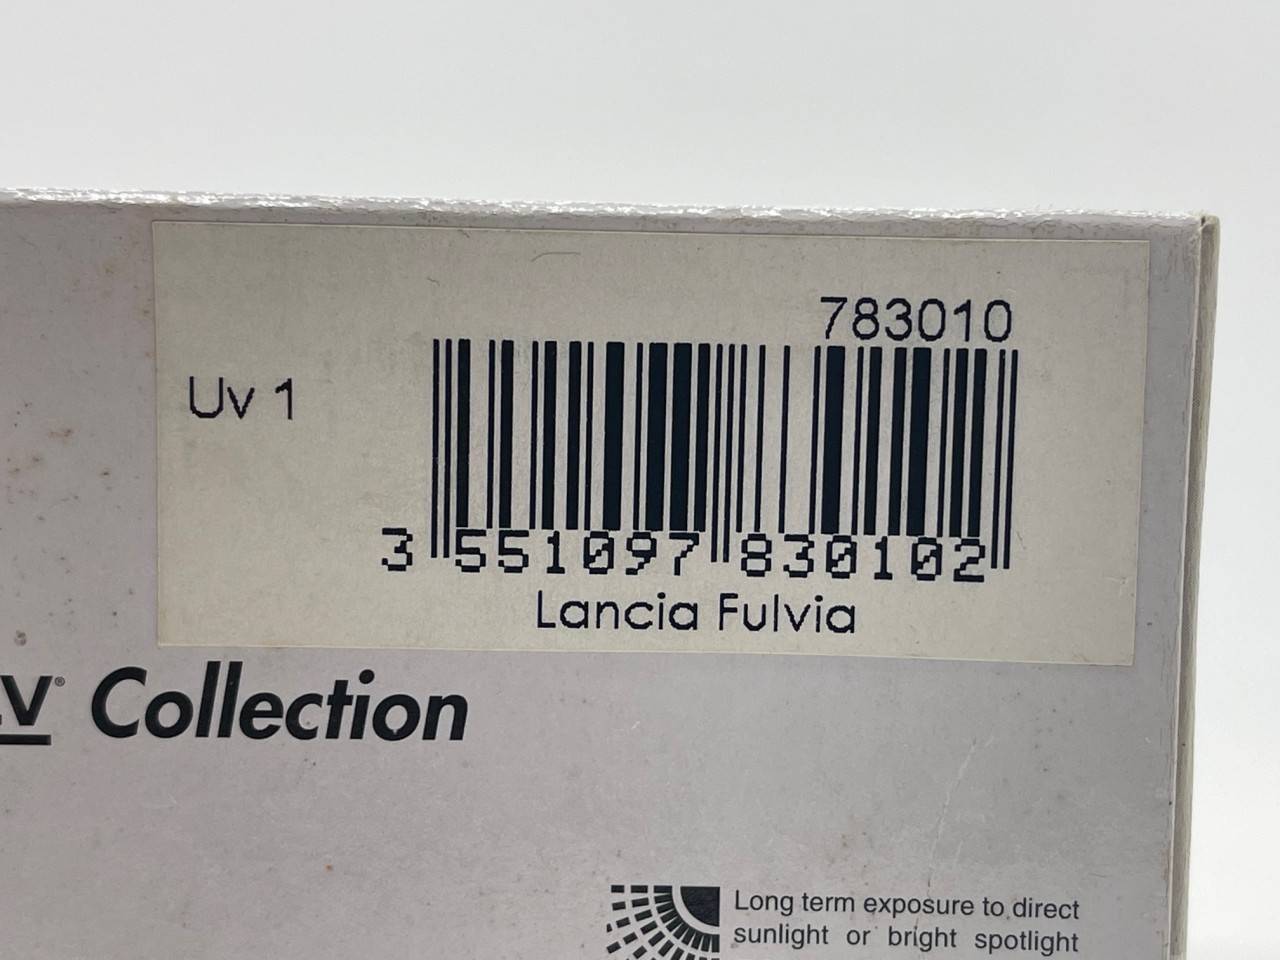 783010
Uv 1
3 551097 830102
Lancia Fulvia
V® Collection
Long term exposure to direct
sunlight or bright spotlight